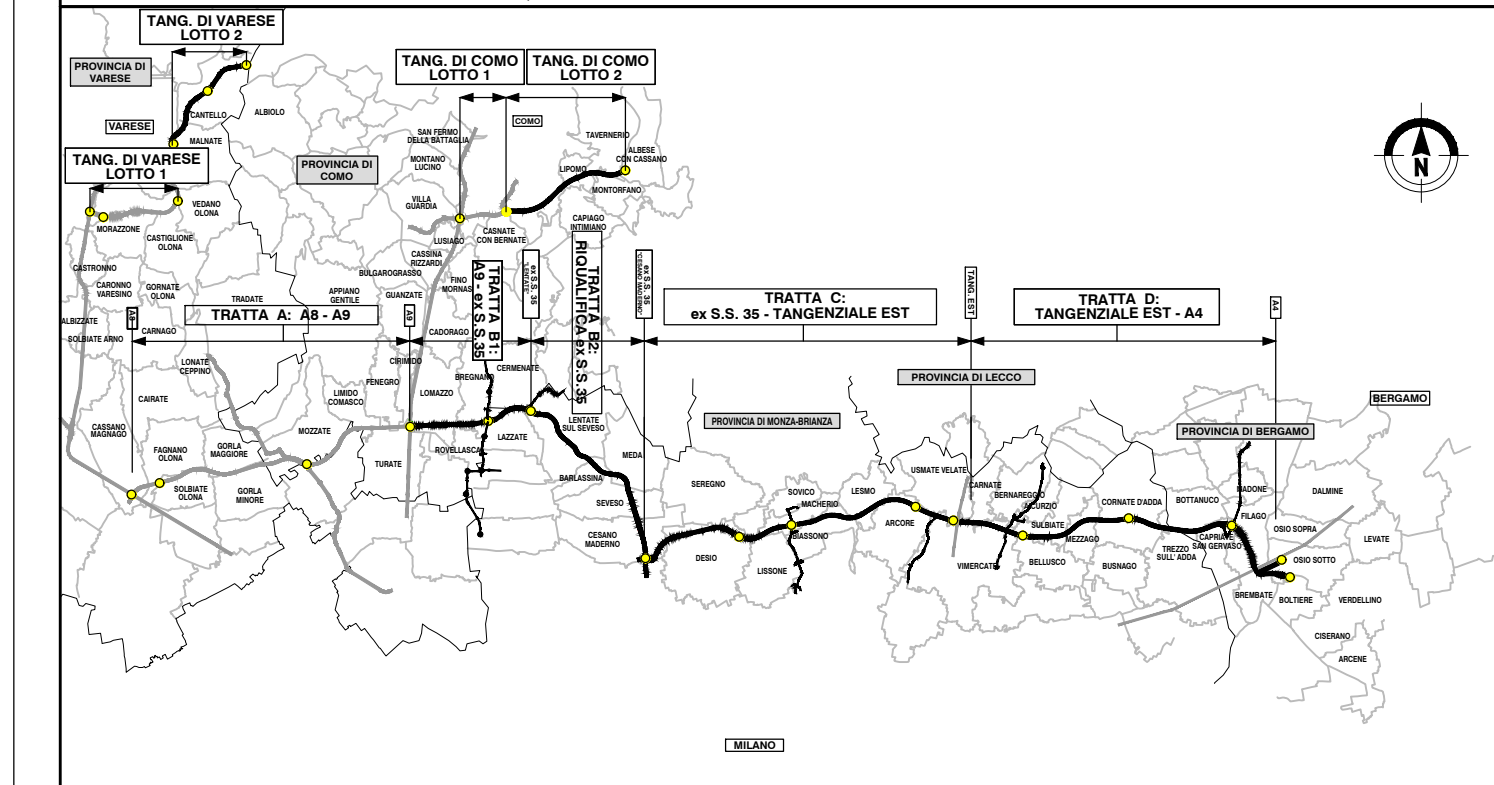 TANG. DI VARESE
LOTTO 2
PROVINCIA DI
VARESE
CANTELLO
ALBIOLO
VARESE
MALNATE
TANG. DI VARESE
LOTTO 1
VEDANO
OLONA
MORAZZONE
CASTIGLIONE
OLONA
PROVINCIA DI
COMO
TANG. DI COMO
LOTTO 1
TANG. DI COMO
LOTTO 2
COMO
SAN FERMO
DELLA BATTAGLIA
MONTANO
LUCINO
TAVERNERIO
ALBESE
CON CASSANO
LIPOMO
MONTORFANO
VILLA
GUARDIA
LUSIAGO
CASNATE
CON BERNATE
CAPIAGO
INTIMIANO
CASSINA
RIZZARDI
BULGAROGRASSO
FINO
MORNAS
CASTRONNO
CARONNO
VARESINO
GORNATE
OLONA
TRADATE
APPIANO
GENTILE
GUANZATE
ALBIZZATE
SOLBIATE ARNO
CARNAGO
A8
TRATTA A: A8 - A9
A9
CADORAGO
TRATTA B1:
A9 - ex S.S.35
ex S.S. 35
"LENTATE"
TRATTA B2:
RIQUALIFICA ex S.S.35
ex S.S. 35
"CESANO MADERNO"
TRATTA C:
ex S.S. 35 - TANGENZIALE EST
TANG. EST
TRATTA D:
TANGENZIALE EST - A4
A4
N
LONATE
CEPPINO
CIRIMIDO
FENEGRO
LIMIDO
COMASCO
LOMAZZO
BREGNANO
CERMENATE
CAIRATE
CASSANO
MAGNAGO
FAGNANO
OLONA
GORLA
MAGGIORE
MOZZATE
TURATE
ROVELLASCA
LAZZATE
LENTATE
SUL SEVESO
SOLBIATE
OLONA
GORLA
MINORE
BARLASSINA
MEDA
SEVESO
CESANO
MADERNO
PROVINCIA DI MONZA-BRIANZA
PROVINCIA DI LECCO
BERGAMO
PROVINCIA DI BERGAMO
SEREGNO
DESIO
LISSONE
SOVICO
MACHERIO
BIASSONO
LESMO
ARCORE
USMATE VELATE
CARNATE
BERNAREGGIO
AICURZIO
SULBIATE
MEZZAGO
VIMERCATE
BELLUSCO
CORNATE D'ADDA
BUSNAGO
BOTTANUCO
TREZZO
SULL' ADDA
MADONE
FILAGO
CAPRIATE
SAN GERVASO
DALMINE
OSIO SOPRA
OSIO SOTTO
LEVATE
BREMBATE
BOLTIERE
VERDELLINO
CISERANO
ARCENE
MILANO